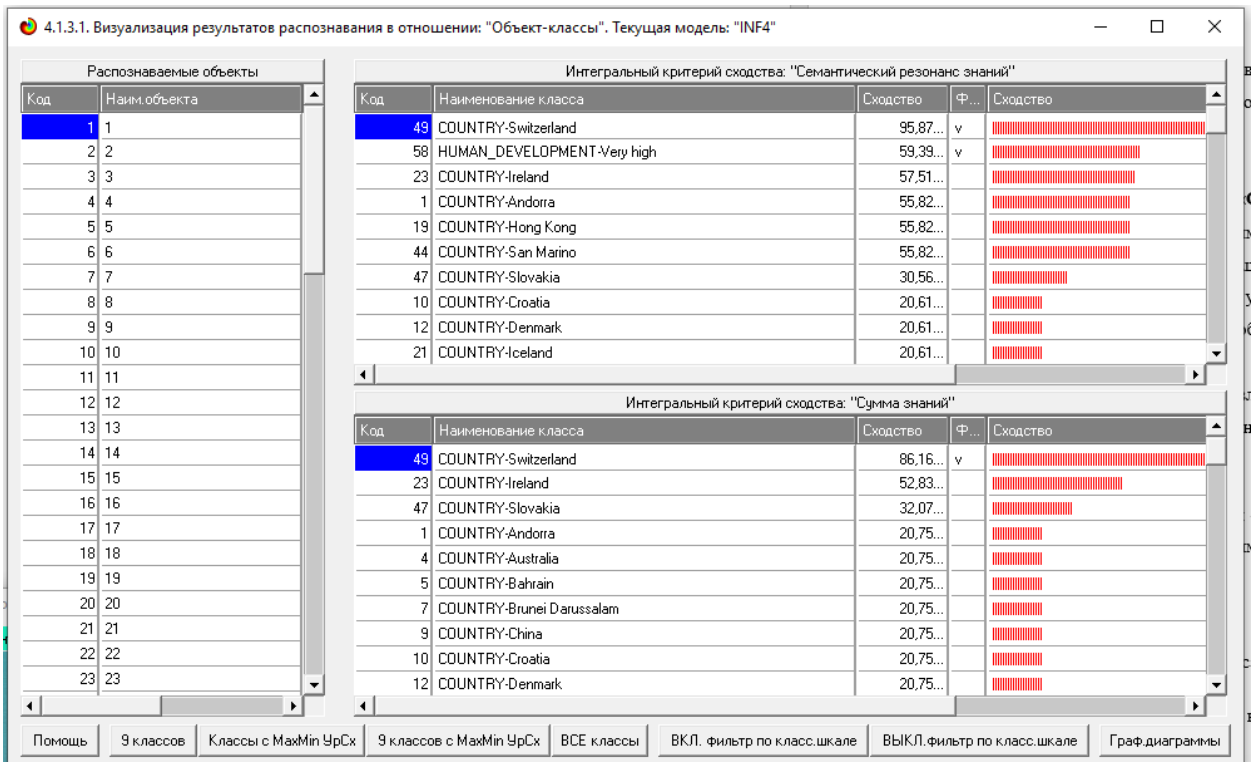 4.1.3.1. Визуализация результатов распознавания в отношении: "Объект-классы". Текущая модель: "INF4"
Распознаваемые объекты
Код Наим.объекта
1 1
2 2
3 3
4 4
5 5
6 6
7 7
8 8
9 9
10 10
11 11
12 12
13 13
14 14
15 15
16 16
17 17
18 18
19 19
20 20
21 21
22 22
23 23
Интегральный критерий сходства: "Семантический резонанс знаний"
Код Наименование класса Сходство Ф... Сходство
49 COUNTRY-Switzerland 95,87... v
58 HUMAN_DEVELOPMENT-Very high 59,39... v
23 COUNTRY-Ireland 57,51...
1 COUNTRY-Andorra 55,82...
19 COUNTRY-Hong Kong 55,82...
44 COUNTRY-San Marino 55,82...
47 COUNTRY-Slovakia 30,56...
10 COUNTRY-Croatia 20,61...
12 COUNTRY-Denmark 20,61...
21 COUNTRY-Iceland 20,61...
Интегральный критерий сходства: "Сумма знаний"
Код Наименование класса Сходство Ф... Сходство
49 COUNTRY-Switzerland 86,16... v
23 COUNTRY-Ireland 52,83...
47 COUNTRY-Slovakia 32,07...
1 COUNTRY-Andorra 20,75...
4 COUNTRY-Australia 20,75...
5 COUNTRY-Bahrain 20,75...
7 COUNTRY-Brunei Darussalam 20,75...
9 COUNTRY-China 20,75...
10 COUNTRY-Croatia 20,75...
12 COUNTRY-Denmark 20,75...
Помощь 9 классов Классы с MaxMin УрСх 9 классов с MaxMin УрСх ВСЕ классы ВКЛ. фильтр по класс.шкале ВЫКЛ.фильтр по класс.шкале Граф.диаграммы